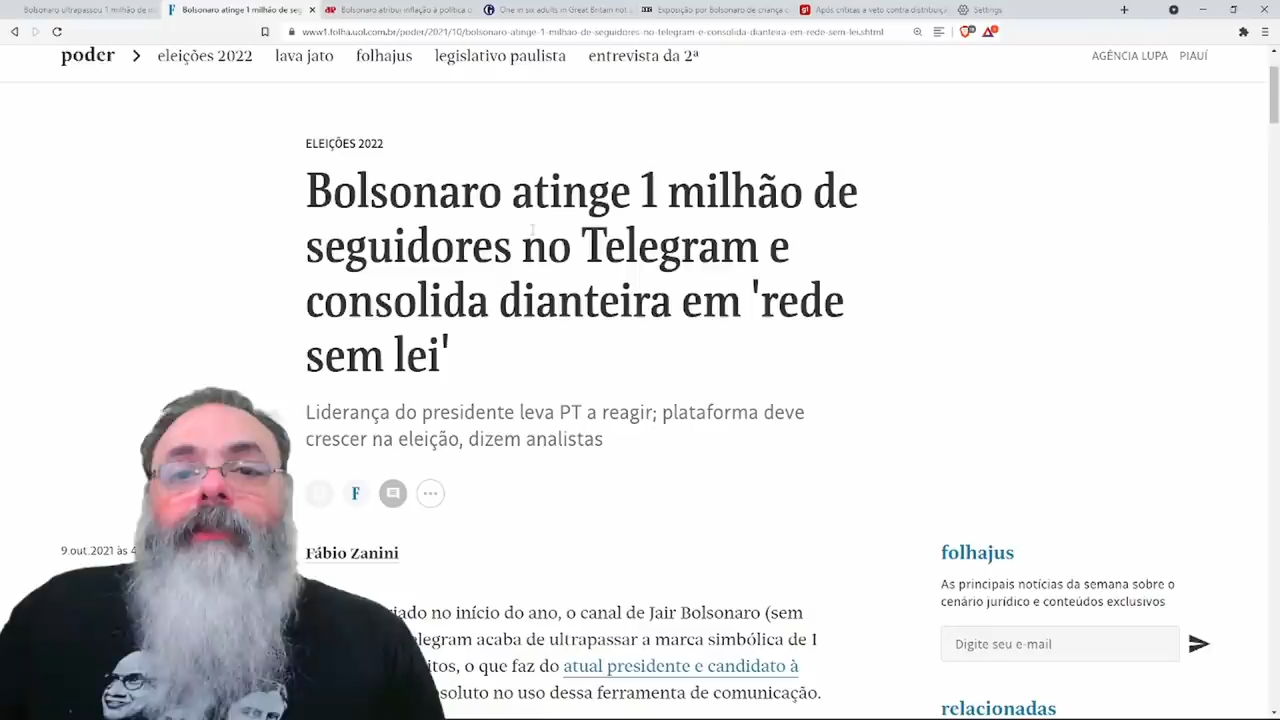 Bolsonaro ultrapassou 1 milhão de m
Bolsonaro atinge 1 milhão de seg
Bolsonaro atribui inflação à política d
One in six adults in Great Britain not
Exposição por Bolsonaro de criança c
Após críticas a veto contra distribuiç
Settings
www1.folha.uol.com.br/poder/2021/10/bolsonaro-atinge-1-milhao-de-seguidores-no-telegram-e-consolida-dianteira-em-rede-sem-lei.shtml
poder > eleições 2022 lava jato folhajus legislativo paulista entrevista da 2ª AGÊNCIA LUPA PIAUÍ
ELEIÇÕES 2022
Bolsonaro atinge 1 milhão de
seguidores no Telegram e
consolida dianteira em 'rede
sem lei'
Liderança do presidente leva PT a reagir; plataforma deve
crescer na eleição, dizem analistas
F
9.out.2021 às 4
Fábio Zanini
iado no início do ano, o canal de Jair Bolsonaro (sem
elegram acaba de ultrapassar a marca simbólica de 1
itos, o que faz do atual presidente e candidato à
soluto no uso dessa ferramenta de comunicação.
folhajus
As principais notícias da semana sobre o
cenário jurídico e conteúdos exclusivos
Digite seu e-mail
relacionadas